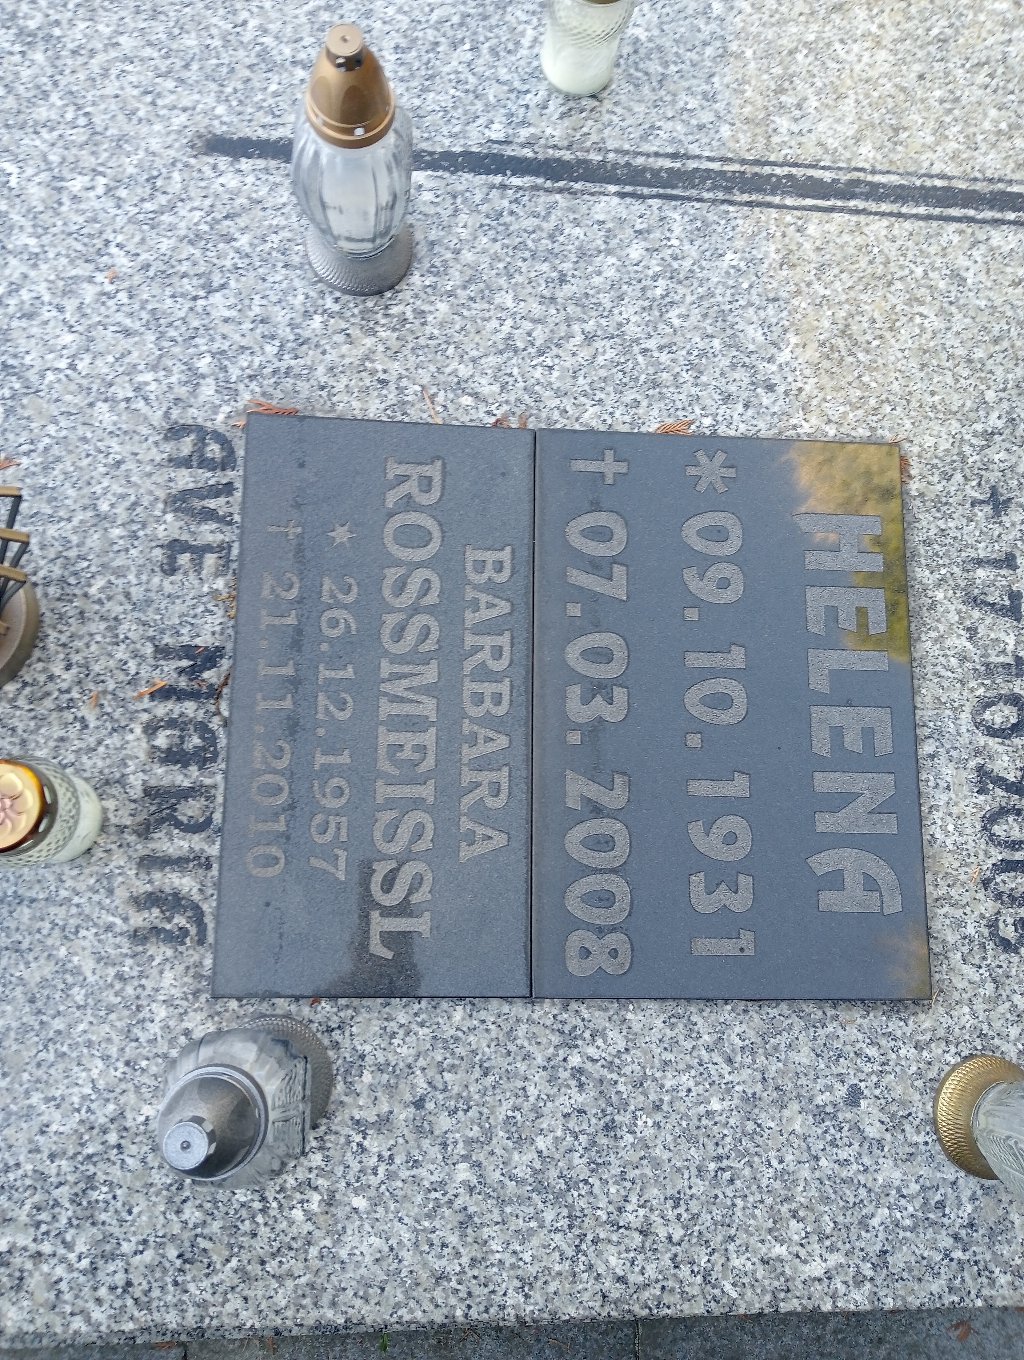 HELENA
* 09.10.1931
+ 07.03.2008
BARBARA
ROSSMEISSL
* 26.12.1957
† 21.11.2010
AVE MARIA